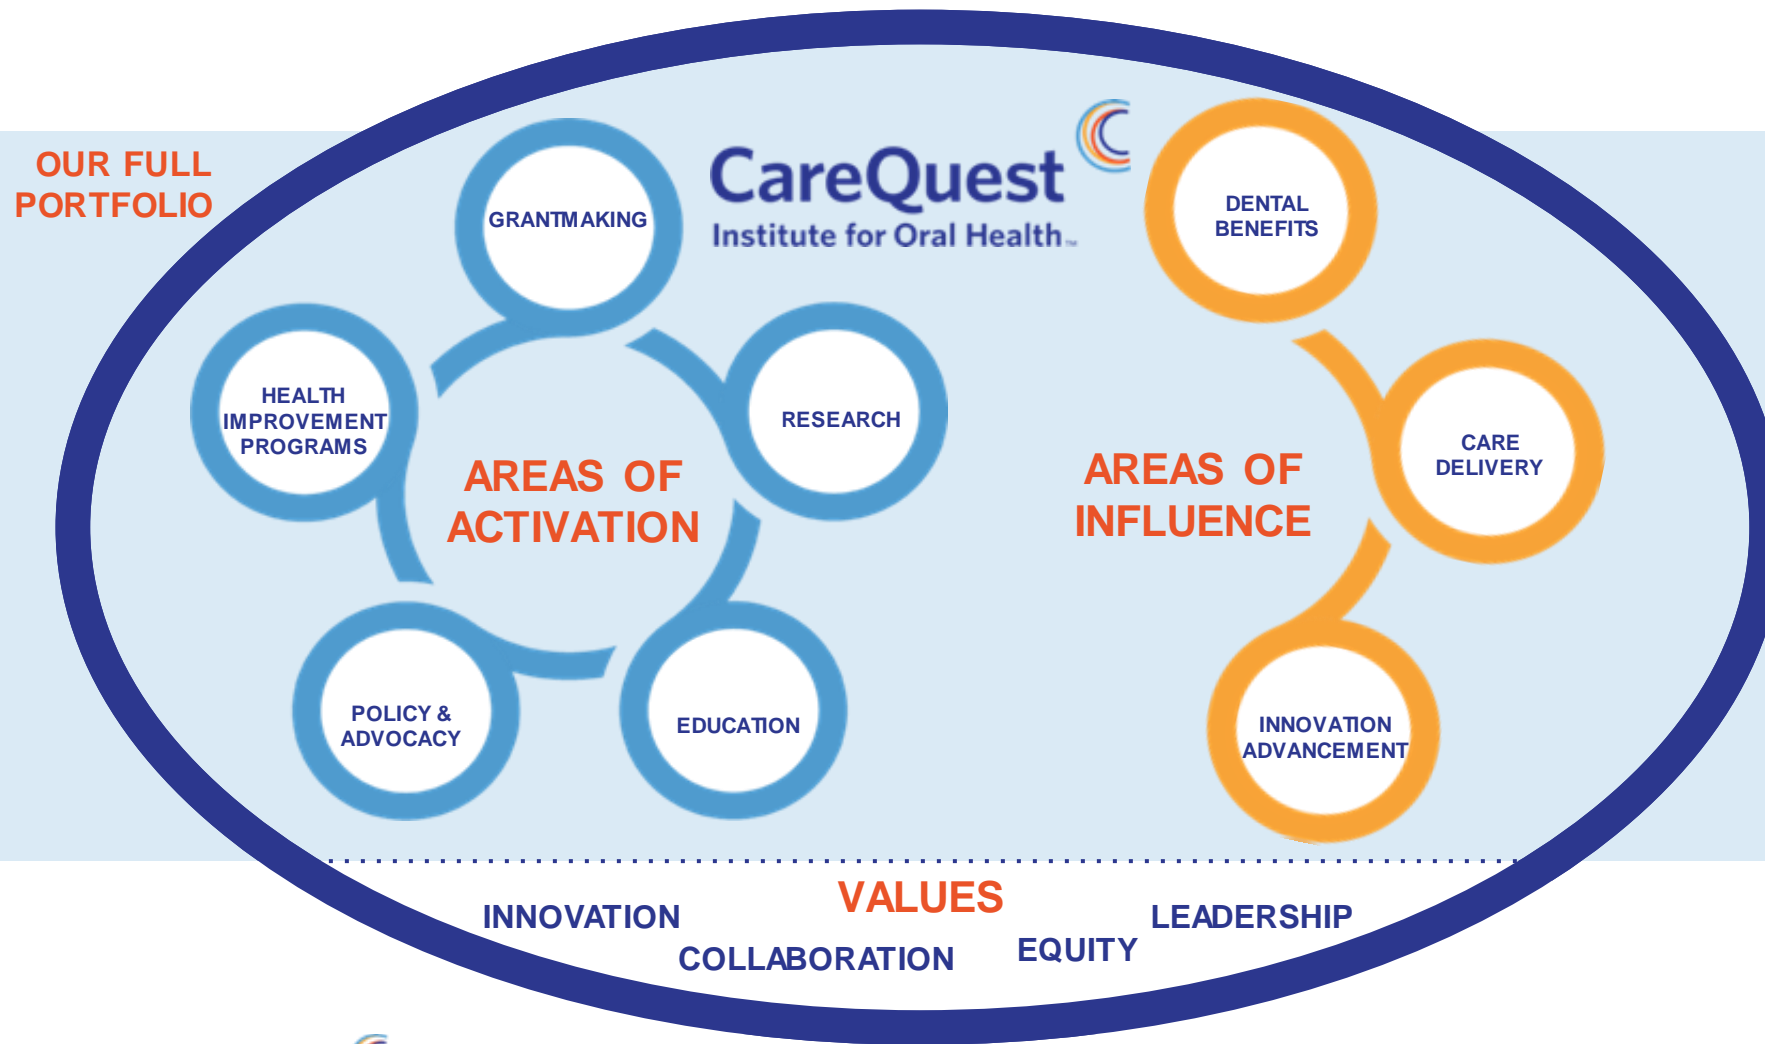 OUR FULL
PORTFOLIO
CareQuest
Institute for Oral Health™
GRANTMAKING
HEALTH
IMPROVEMENT
PROGRAMS
RESEARCH
AREAS OF
ACTIVATION
POLICY &
ADVOCACY
EDUCATION
DENTAL
BENEFITS
CARE
DELIVERY
AREAS OF
INFLUENCE
INNOVATION
ADVANCEMENT
VALUES
INNOVATION
COLLABORATION
EQUITY
LEADERSHIP